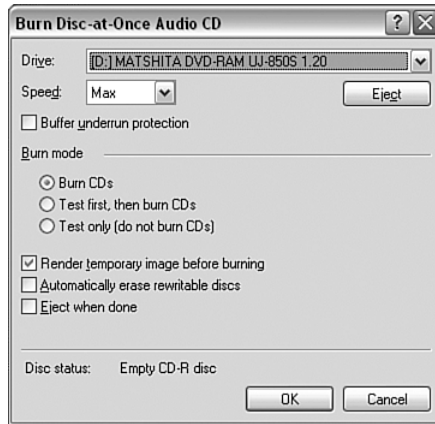 Burn Disc-at-Once Audio CD
Drive: [D:] MATSHITA DVD-RAM UJ-850S 1.20
Speed: Max Eject
Buffer underrun protection
Burn mode
Burn CDs
Test first, then burn CDs
Test only (do not burn CDs)
Render temporary image before burning
Automatically erase rewritable discs
Eject when done
Disc status: Empty CD-R disc
OK Cancel